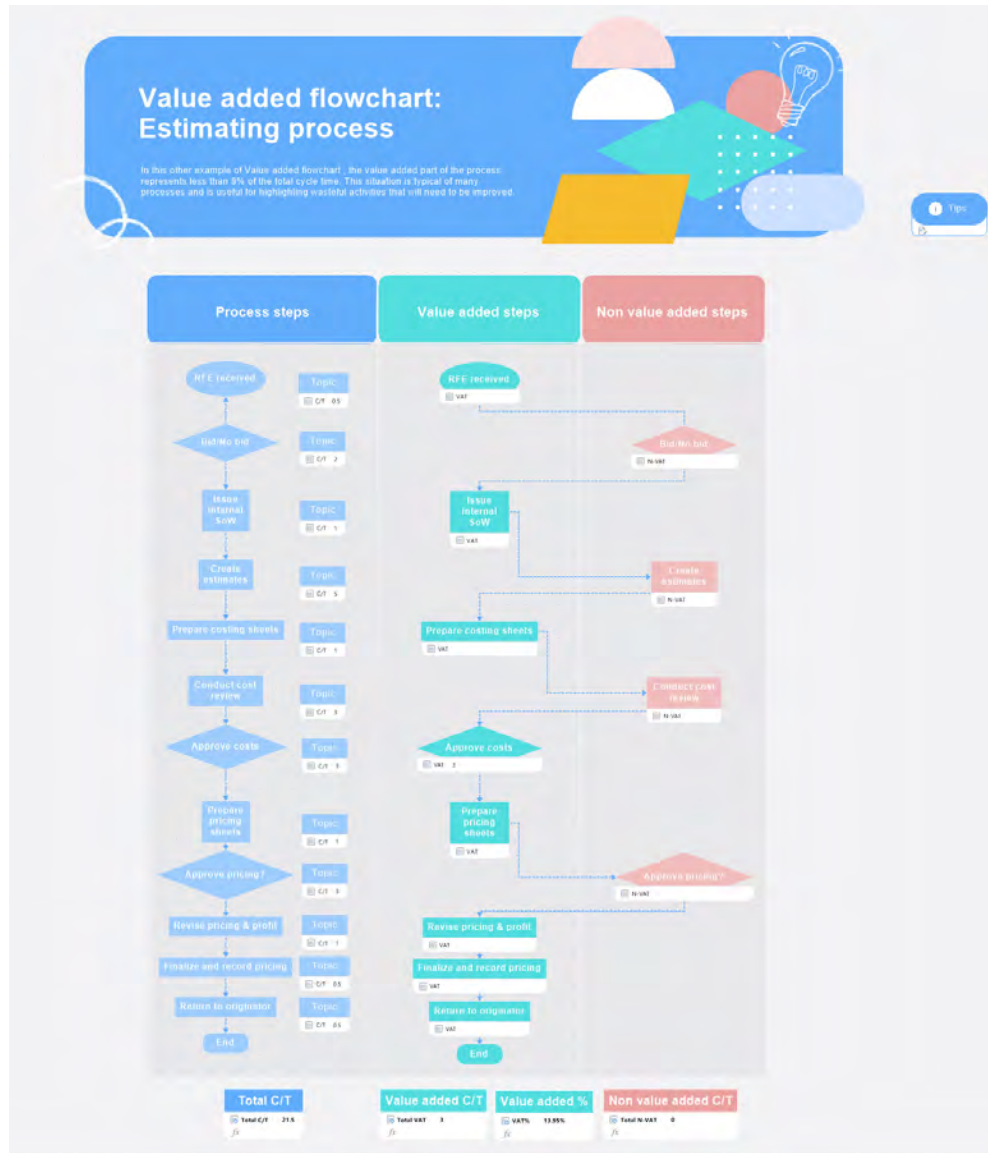 Value added flowchart:
Estimating process
In this other example of Value added flowchart , the value added part of the process
represents less than 5% of the total cycle time. This situation is typical of many
processes and is useful for highlighting wasteful activities that will need to be improved.
Tips
Process steps
Value added steps
Non value added steps
RFE received
Topic
C/T 0.5
RFE received
VAT
Bid/No bid
Topic
C/T 2
Bid/No bid
N-VAT
Issue
internal
SoW
Topic
C/T 1
Issue
internal
SoW
VAT
Create
estimates
Topic
C/T 5
Create
estimates
N-VAT
Prepare costing sheets
Topic
C/T 1
Prepare costing sheets
VAT
Conduct cost
review
Topic
C/T 3
Conduct cost
review
N-VAT
Approve costs
Topic
C/T 3
Approve costs
VAT 3
Prepare
pricing
sheets
Topic
C/T 1
Prepare
pricing
sheets
VAT
Approve pricing?
Topic
C/T 3
Approve pricing?
N-VAT
Revise pricing & profit
Topic
C/T 1
Revise pricing & profit
VAT
Finalize and record pricing
Topic
C/T 0.5
Finalize and record pricing
VAT
Return to originator
Topic
C/T 0.5
Return to originator
VAT
End
End
Total C/T
Total C/T 21.5
fx
Value added C/T
Total VAT 3
fx
Value added %
VAT% 13.95%
fx
Non value added C/T
Total N-VAT 0
fx